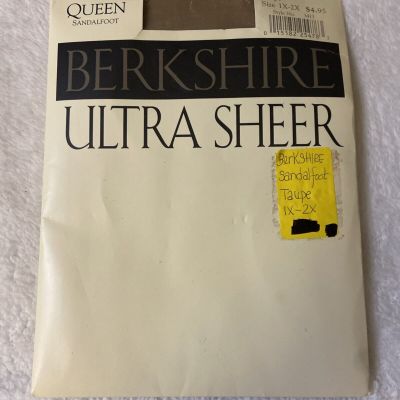 QUEEN
SANDALFOOT
Size 1X-2X $4.95
BERKSHIRE
ULTRA SHEER
BerKSHIRE
Sandalfoot
Taupe
1X-2X